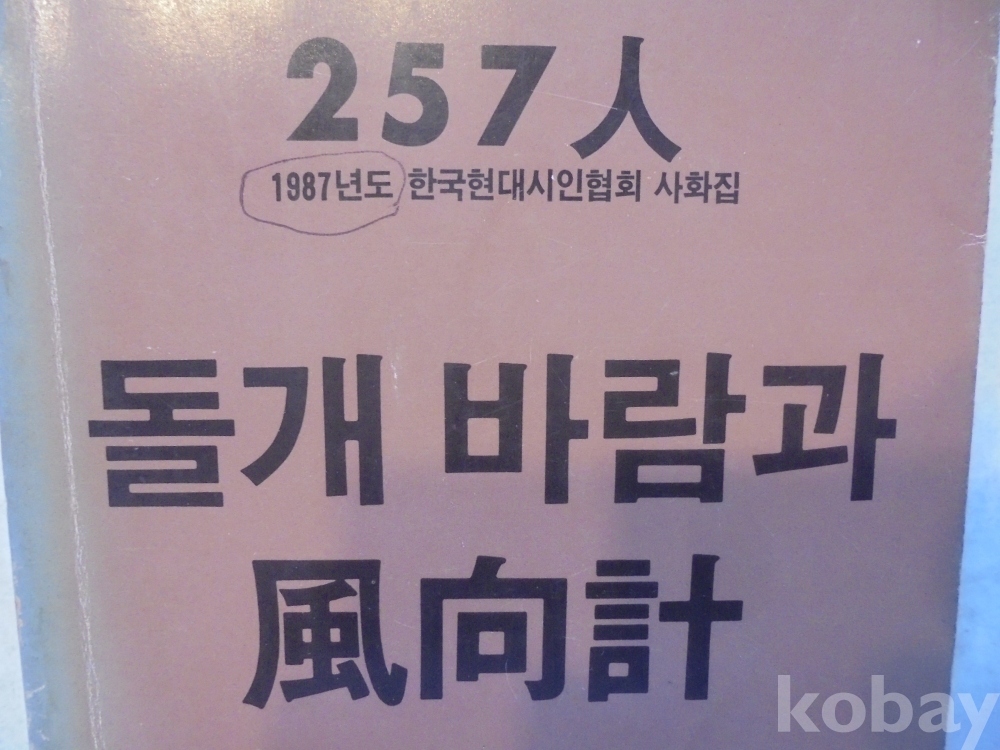 257人
1987년도 한국현대시인협회 사화집
돌개 바람과
風向計
kobay